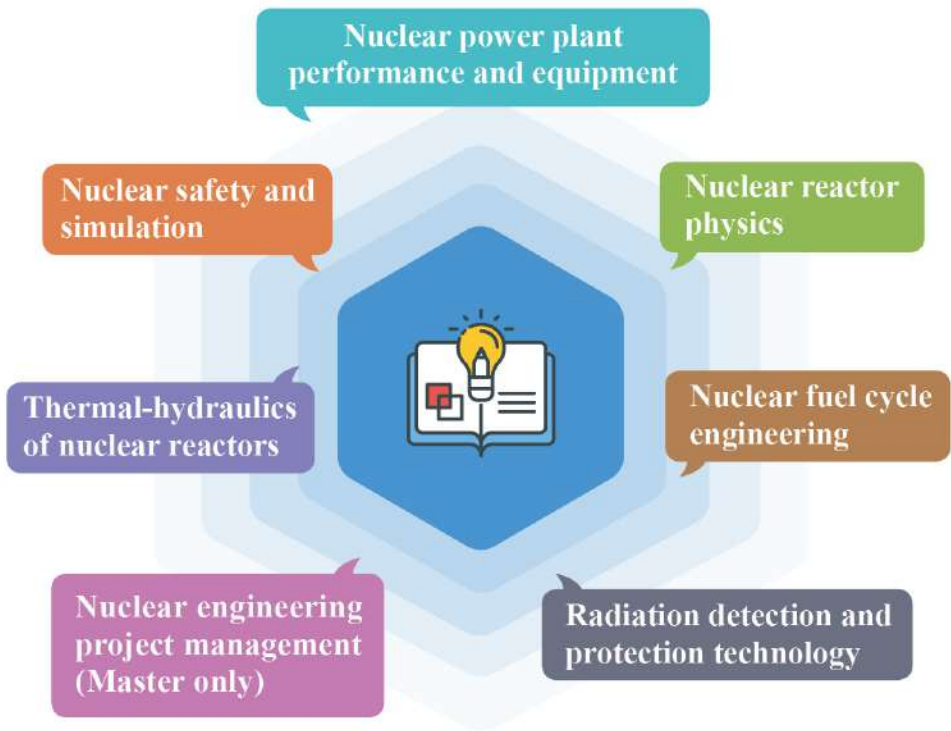 Nuclear power plant
performance and equipment
Nuclear safety and
simulation
Nuclear reactor
physics
Thermal-hydraulics
of nuclear reactors
Nuclear fuel cycle
engineering
Nuclear engineering
project management
(Master only)
Radiation detection and
protection technology